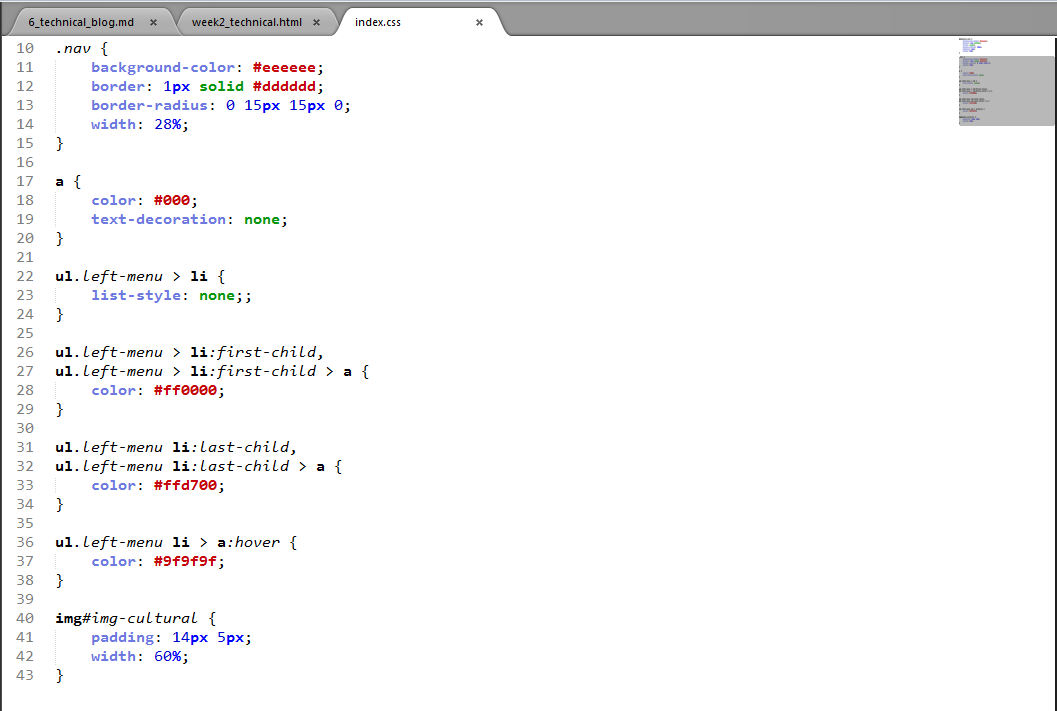 6_technical_blog.md × week2_technical.html × index.css ×
10 .nav {
11     background-color: #eeeeee;
12     border: 1px solid #dddddd;
13     border-radius: 0 15px 15px 0;
14     width: 28%;
15 }
16
17 a {
18     color: #000;
19     text-decoration: none;
20 }
21
22 ul.left-menu > li {
23     list-style: none;;
24 }
25
26 ul.left-menu > li:first-child,
27 ul.left-menu > li:first-child > a {
28     color: #ff0000;
29 }
30
31 ul.left-menu li:last-child,
32 ul.left-menu li:last-child > a {
33     color: #ffd700;
34 }
35
36 ul.left-menu li > a:hover {
37     color: #9f9f9f;
38 }
39
40 img#img-cultural {
41     padding: 14px 5px;
42     width: 60%;
43 }